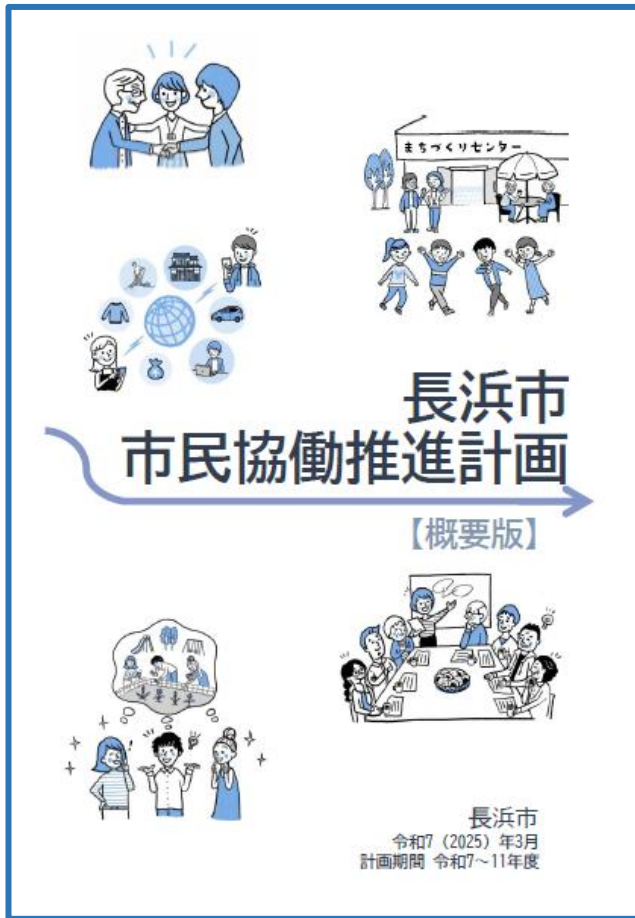 まちづくりセンター
長浜市
市民協働推進計画
【概要版】
長浜市
令和7（2025）年3月
計画期間 令和7～11年度